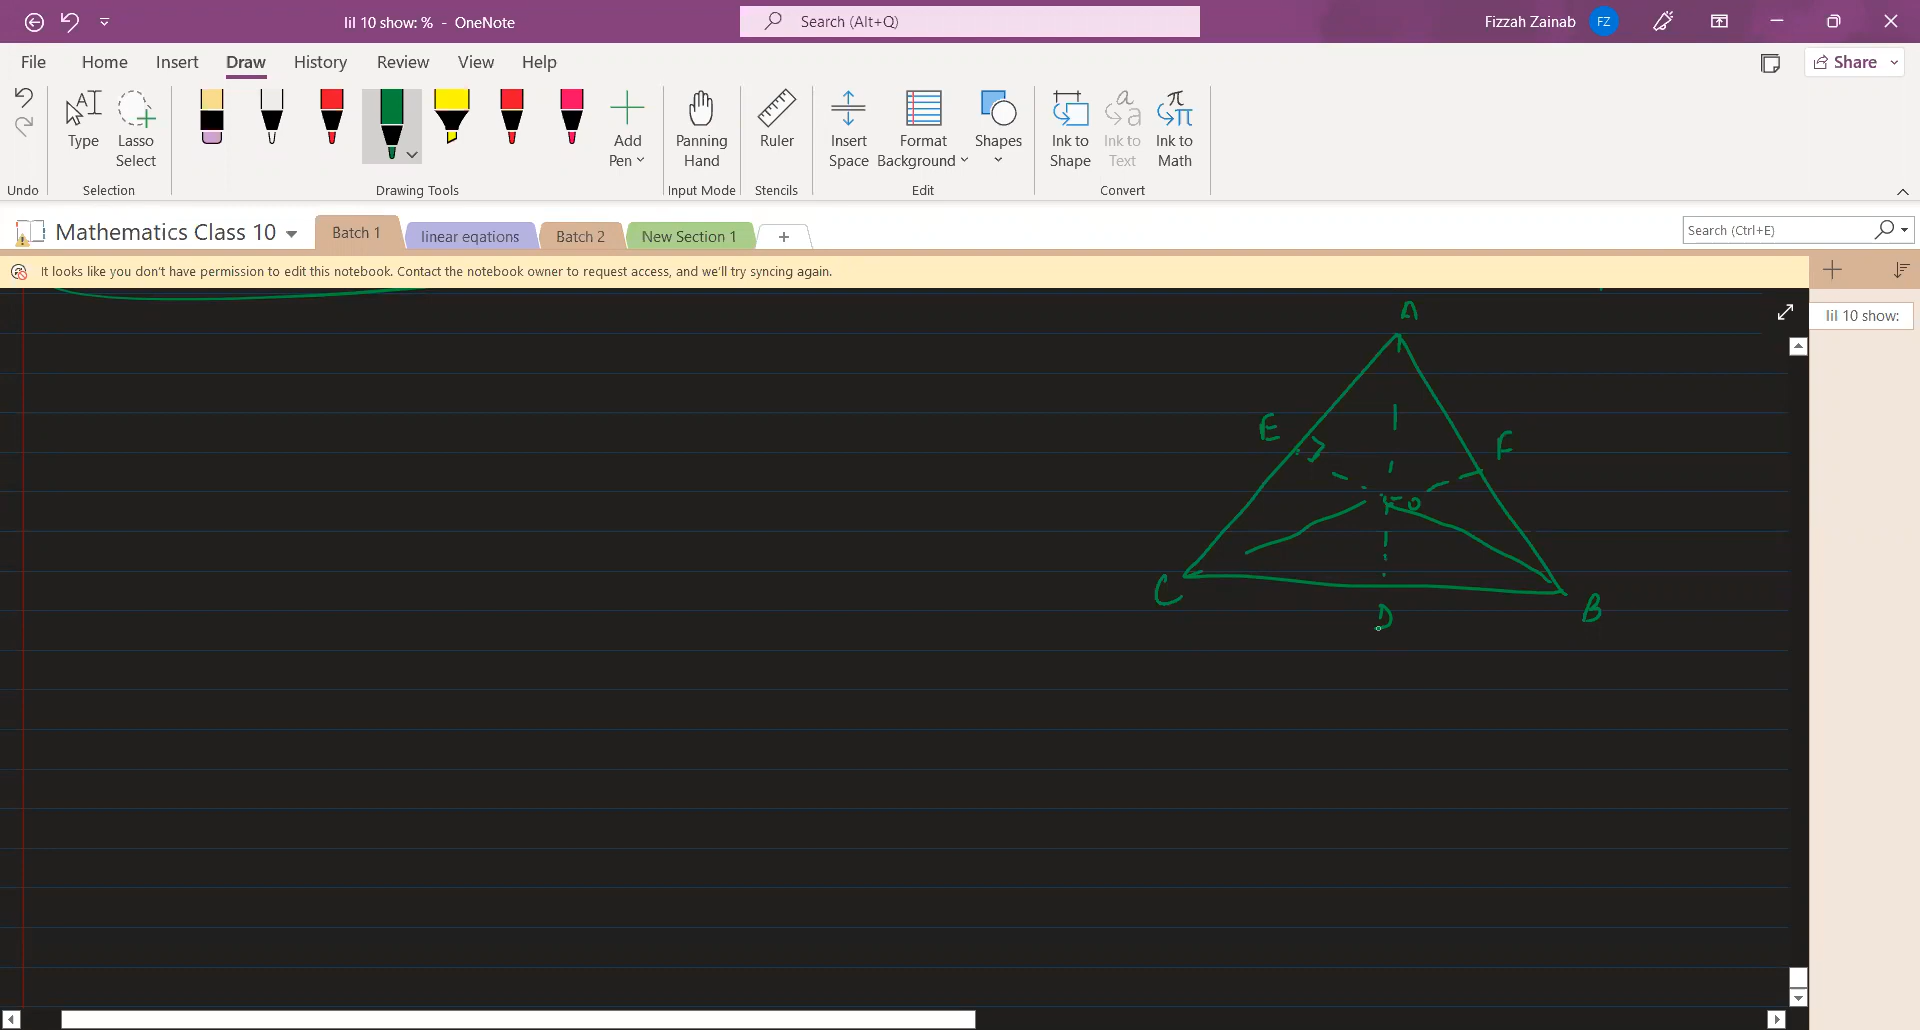 lil 10 show: % - OneNote
Search (Alt+Q)
Fizzah Zainab
FZ
File Home Insert Draw History Review View Help
Share
Type
Lasso Select
Add Pen
Panning Hand
Ruler
Insert Space
Format Background
Shapes
Ink to Shape
Ink to Text
Ink to Math
Undo
Selection
Drawing Tools
Input Mode
Stencils
Edit
Convert
Mathematics Class 10
Batch 1
linear eqations
Batch 2
New Section 1
+
Search (Ctrl+E)
It looks like you don't have permission to edit this notebook. Contact the notebook owner to request access, and we'll try syncing again.
lil 10 show:
A
E
F
O
C
D
B